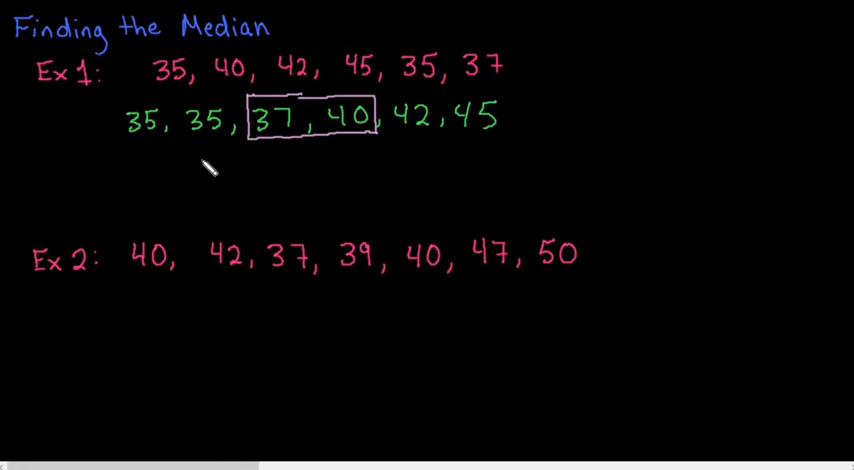 Finding the Median
Ex 1: 35, 40, 42, 45, 35, 37
35, 35, 37, 40, 42, 45
Ex 2: 40, 42, 37, 39, 40, 47, 50